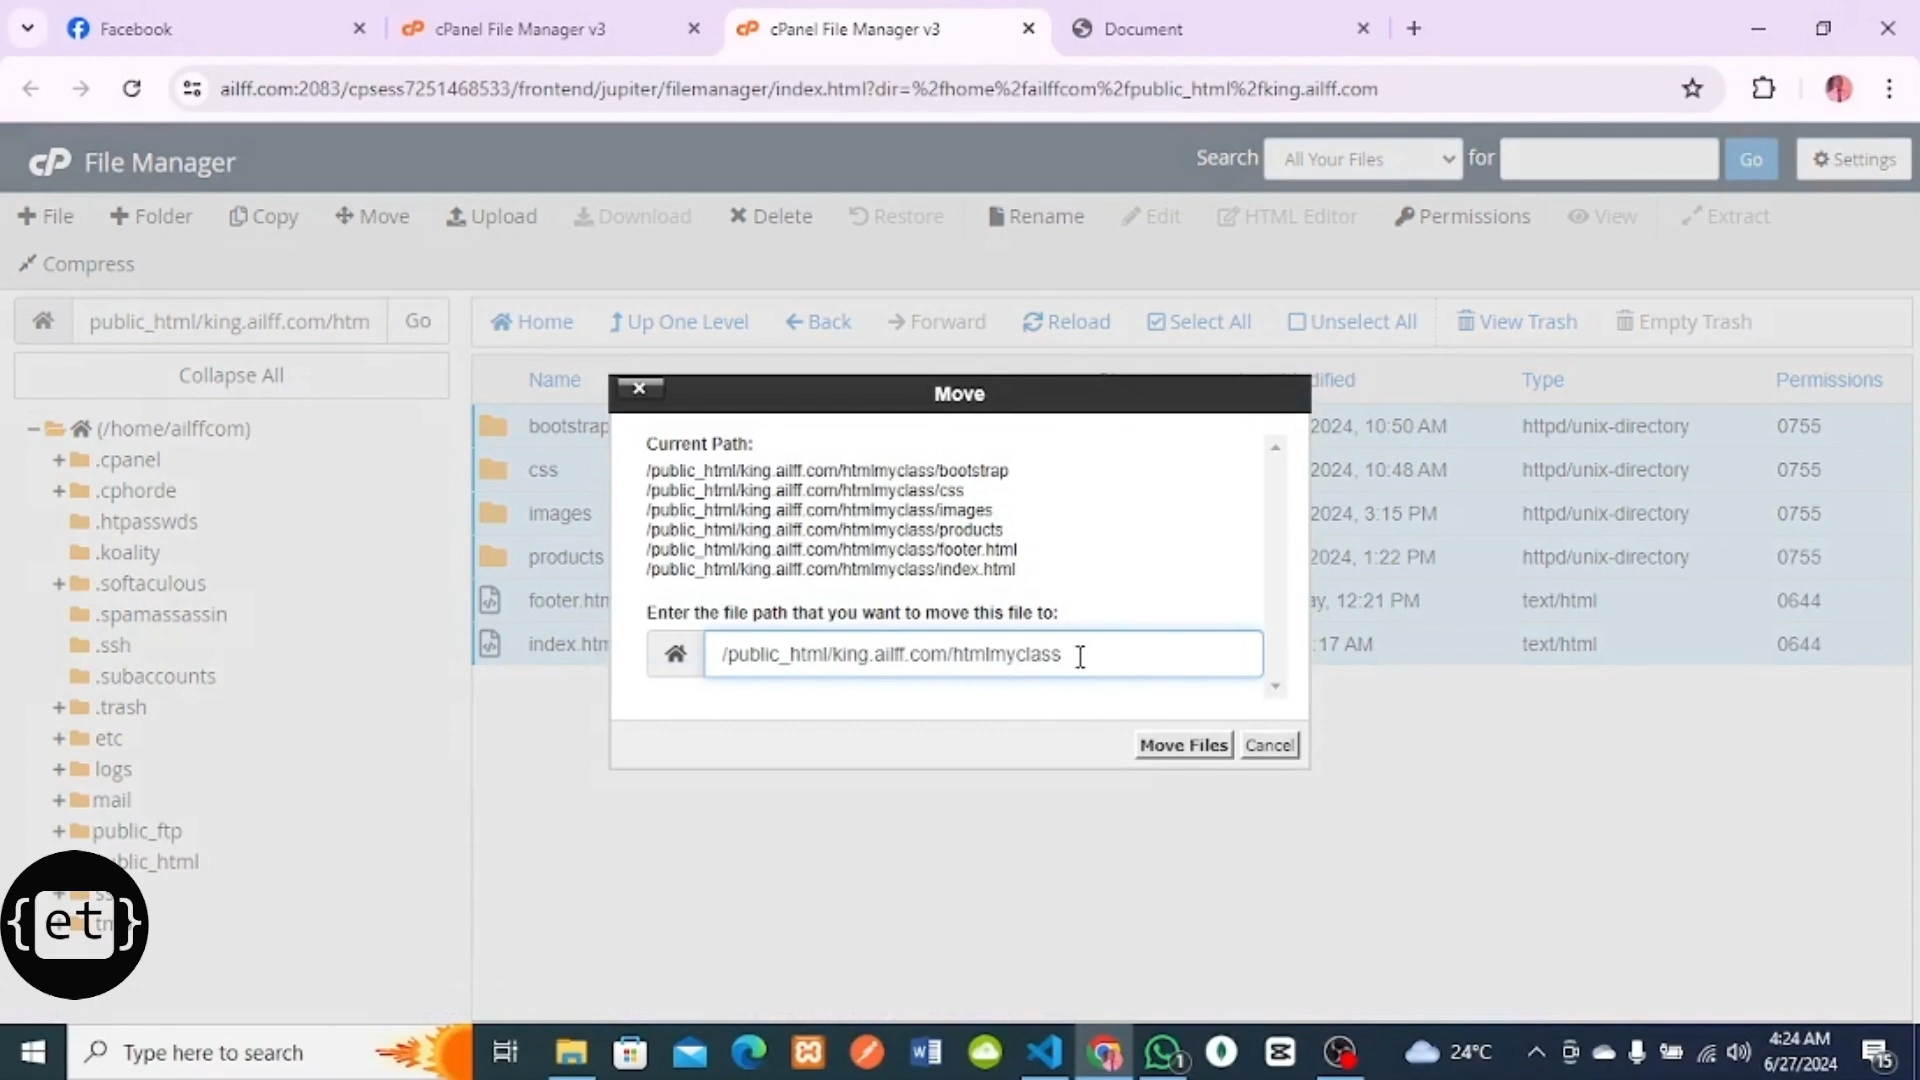 Facebook
cPanel File Manager v3
cPanel File Manager v3
Document
ailff.com:2083/cpsess7251468533/frontend/jupiter/filemanager/index.html?dir=%2fhome%2failffcom%2fpublic_html%2fking.ailff.com
cP File Manager
Search All Your Files for Go Settings
File Folder Copy Move Upload Download Delete Restore Rename Edit HTML Editor Permissions View Extract
Compress
public_html/king.ailff.com/htm Go
Home Up One Level Back Forward Reload Select All Unselect All View Trash Empty Trash
Collapse All
(/home/ailffcom)
.cpanel
.cphorde
.htpasswds
.koality
.softaculous
.spamassassin
.ssh
.subaccounts
.trash
etc
logs
mail
public_ftp
ublic_html
{et}
Name Type Permissions
bootstrap 2024, 10:50 AM httpd/unix-directory 0755
css 2024, 10:48 AM httpd/unix-directory 0755
images 2024, 3:15 PM httpd/unix-directory 0755
products 2024, 1:22 PM httpd/unix-directory 0755
footer.htm 12:21 PM text/html 0644
index.htm :17 AM text/html 0644
Move
Current Path:
/public_html/king.ailff.com/htmlmyclass/bootstrap
/public_html/king.ailff.com/htmlmyclass/css
/public_html/king.ailff.com/htmlmyclass/images
/public_html/king.ailff.com/htmlmyclass/products
/public_html/king.ailff.com/htmlmyclass/footer.html
/public_html/king.ailff.com/htmlmyclass/index.html
Enter the file path that you want to move this file to:
/public_html/king.ailff.com/htmlmyclass
Move Files Cancel
Type here to search
1
24°C
4:24 AM
6/27/2024
15